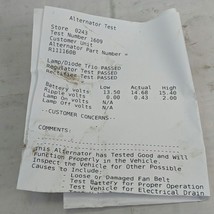 Alternator Test
Store 0243
Test Number 1609
Customer Unit
Alternator Part Number =
R1111600
Lamp/Diode Trio PASSED
Regulator Test PASSED
Rectifier Test PASSED
Low Actual High
Battery volts 13.50 14.60 15.40
Ripple volts 0.00 0.43 2.00
Lamp On volts N/A
Lamp Off volts N/A
--------CUSTOMER CONCERNS--------
COMMENTS:
This Alternator has Tested Good and Will
Function Properly in the Vehicle.
Inspect the Vehicle for Other Possible
Causes to Include:
Loose or Damaged Fan Belt
Test Battery for Proper Operation
Test Vehicle for Electrical Drain